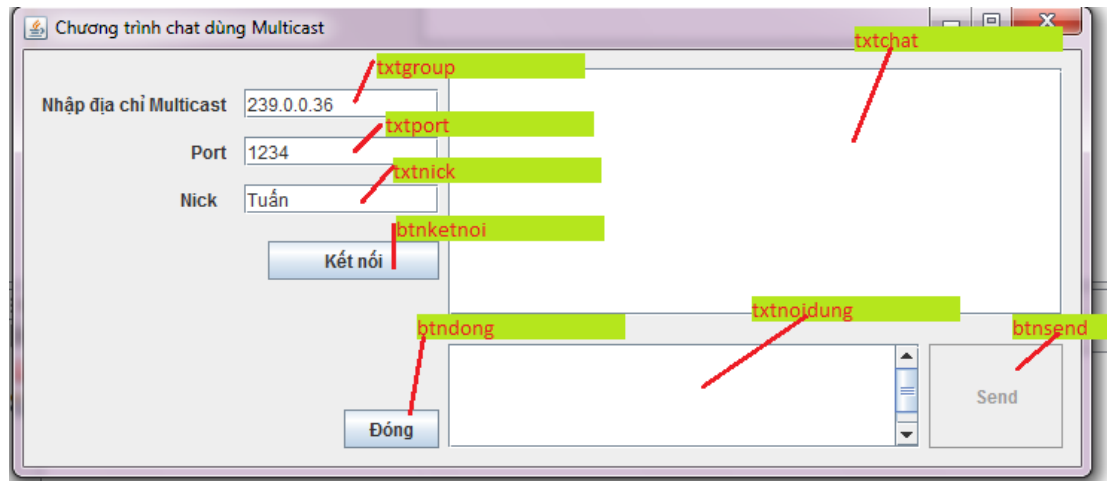 Chương trình chat dùng Multicast
txtchat
txtgroup
Nhập địa chỉ Multicast 239.0.0.36
txtport
Port 1234
txtnick
Nick Tuấn
btnketnoi
Kết nối
txtnoidung
btndong
btnsend
Send
Đóng